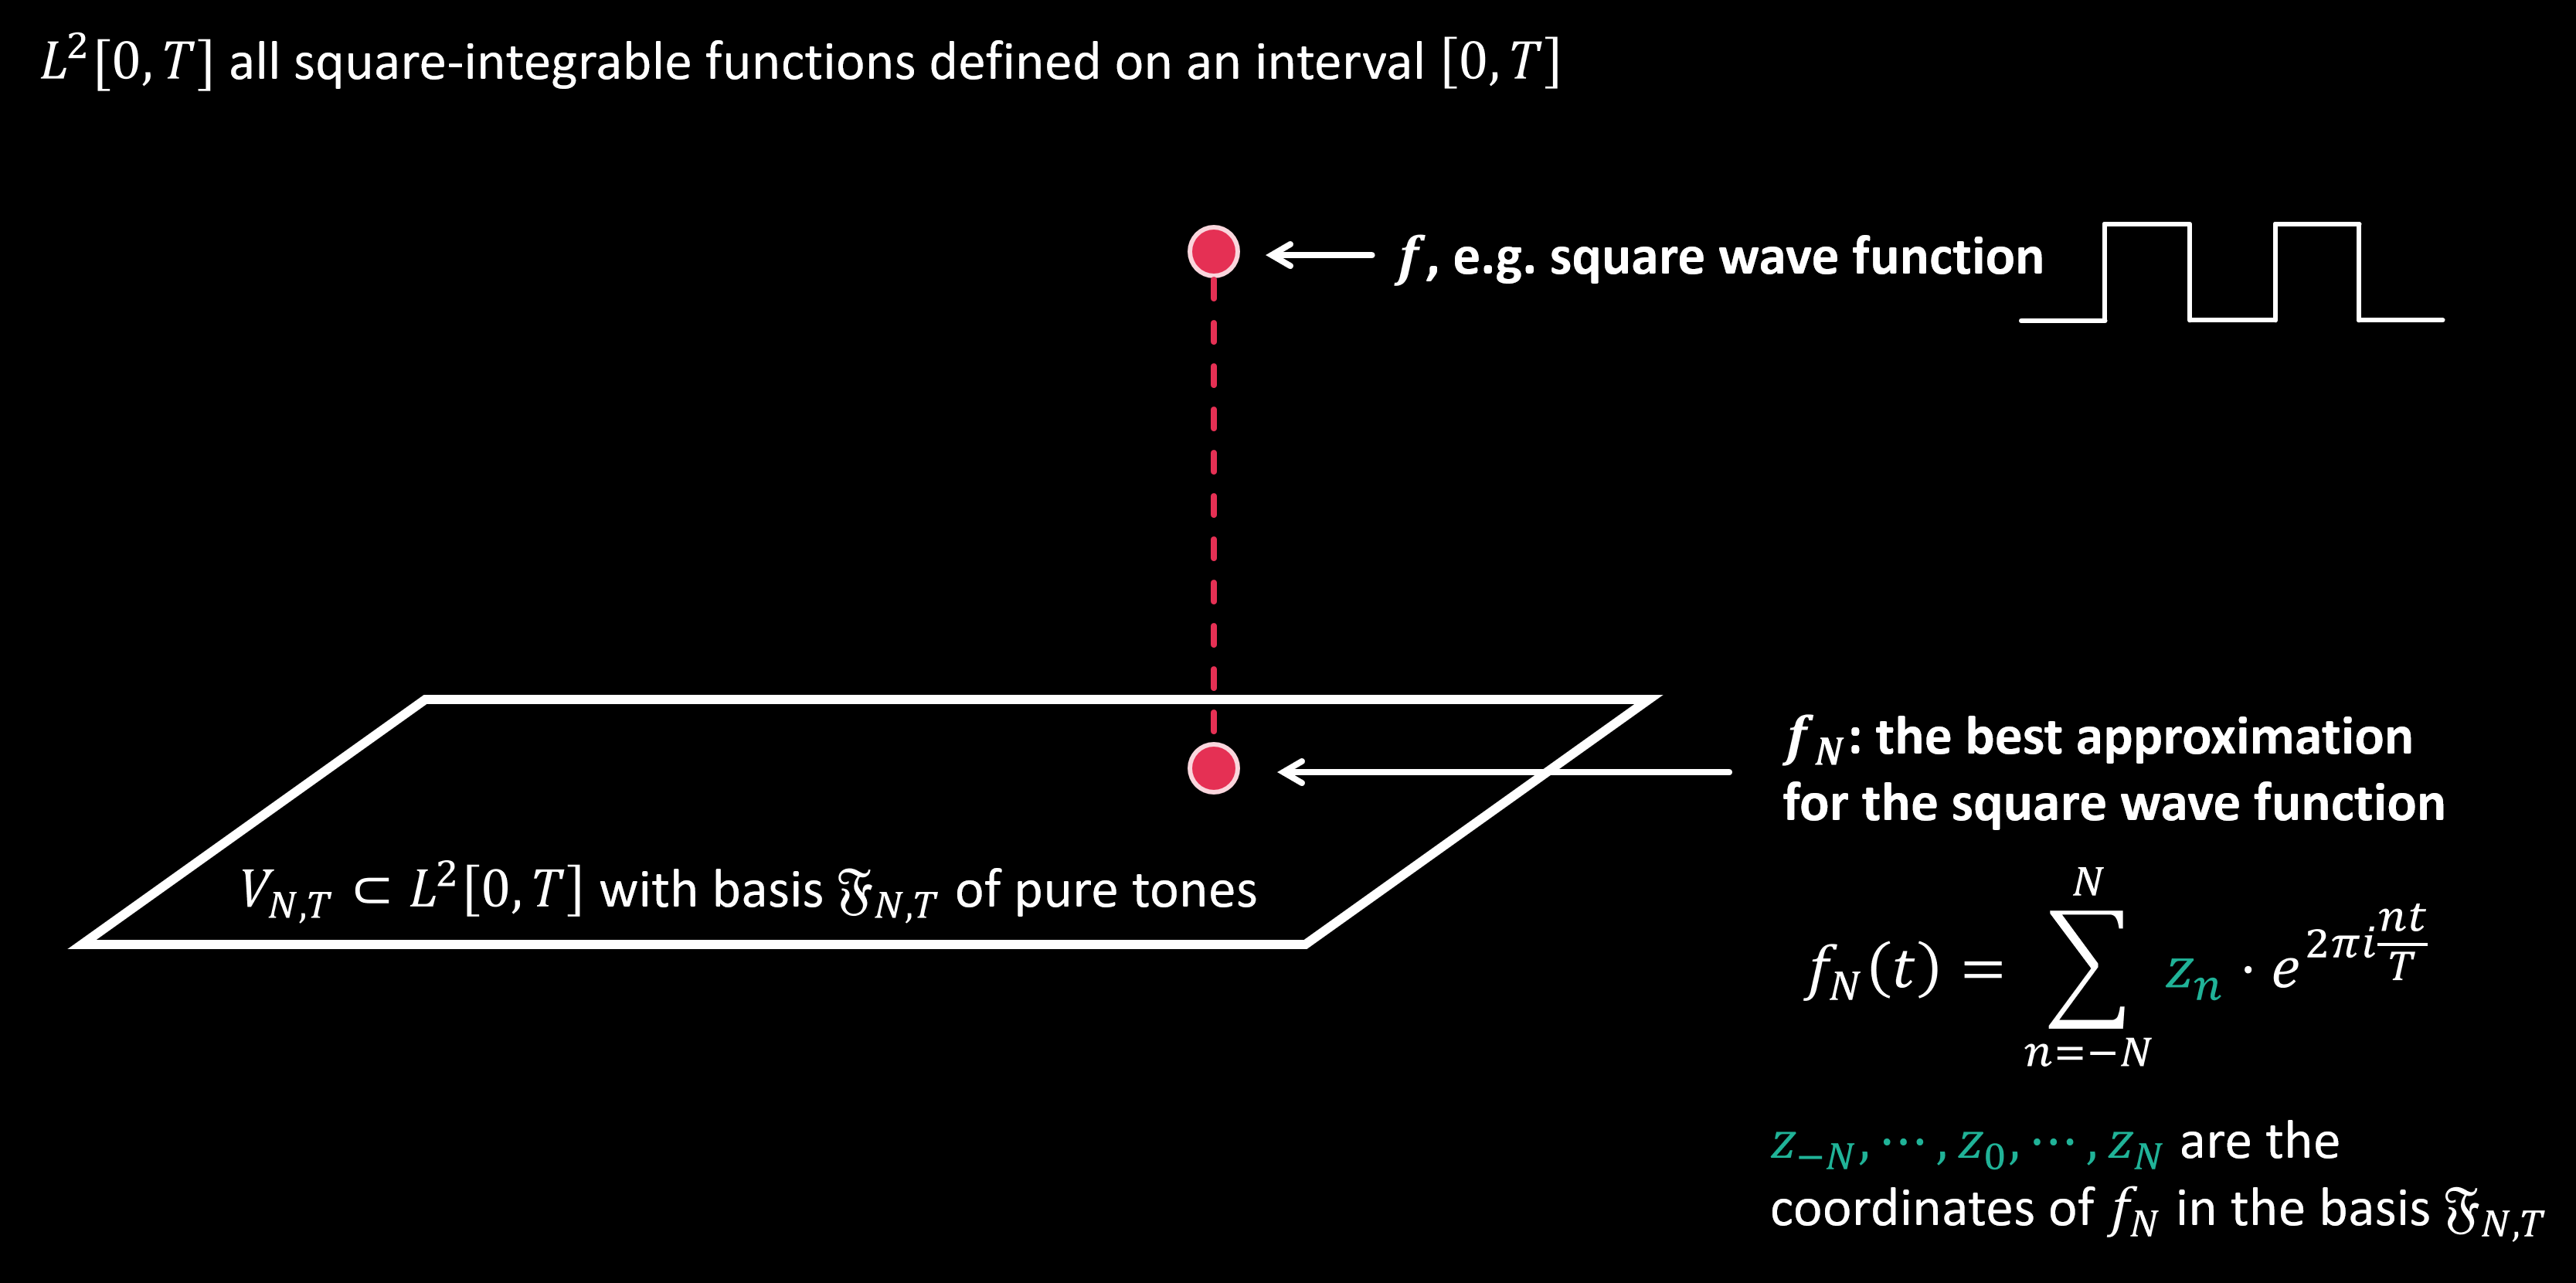 L²[0, T] all square-integrable functions defined on an interval [0, T]
f, e.g. square wave function
f_N: the best approximation
for the square wave function
V_{N,T} ⊂ L²[0, T] with basis 𝔉_{N,T} of pure tones
f_N(t) = \sum_{n=-N}^{N} z_n · e^{2πi\frac{nt}{T}}
z_{−N}, ⋯, z_0, ⋯, z_N are the
coordinates of f_N in the basis 𝔉_{N,T}